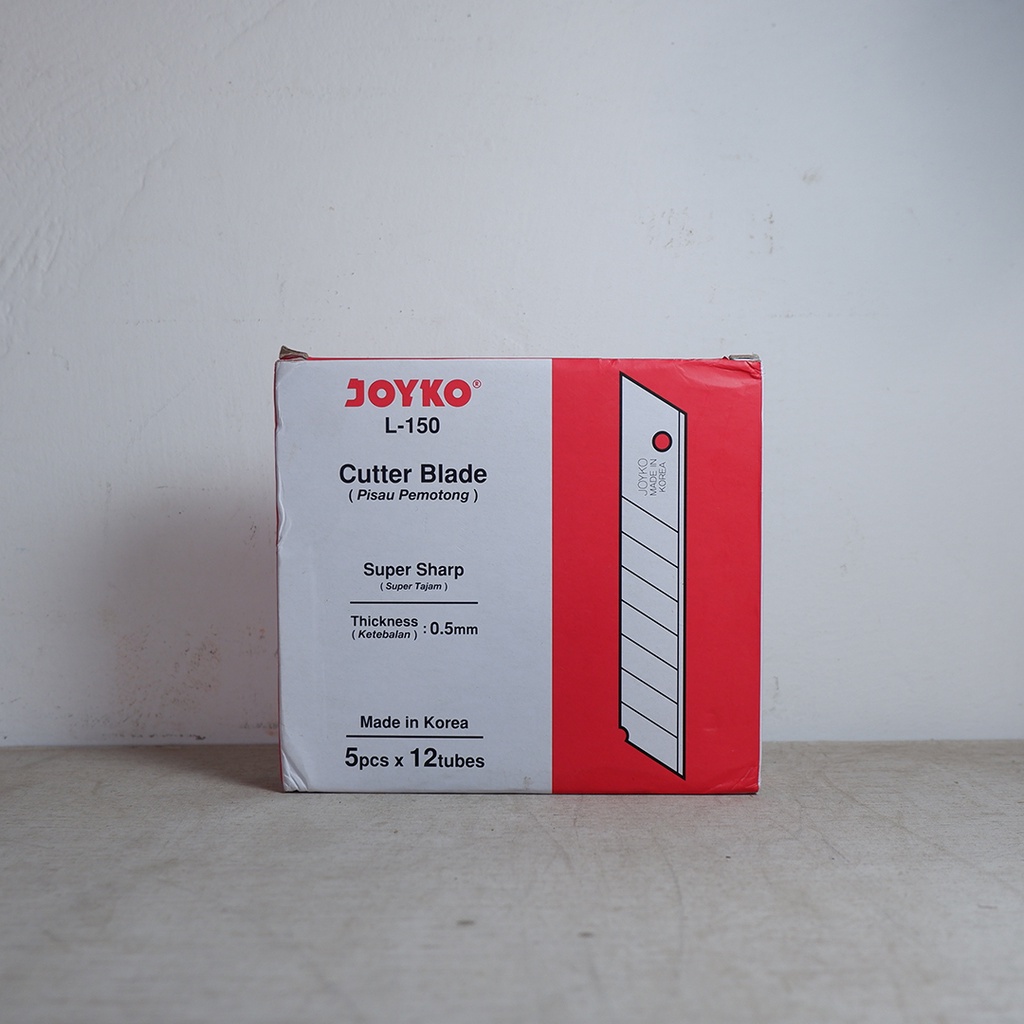 JOYKO®
L-150
Cutter Blade
( Pisau Pemotong )
Super Sharp
( Super Tajam )
Thickness : 0.5mm
( Ketebalan )
Made in Korea
5pcs x 12tubes
JOYKO
MADE IN
KOREA